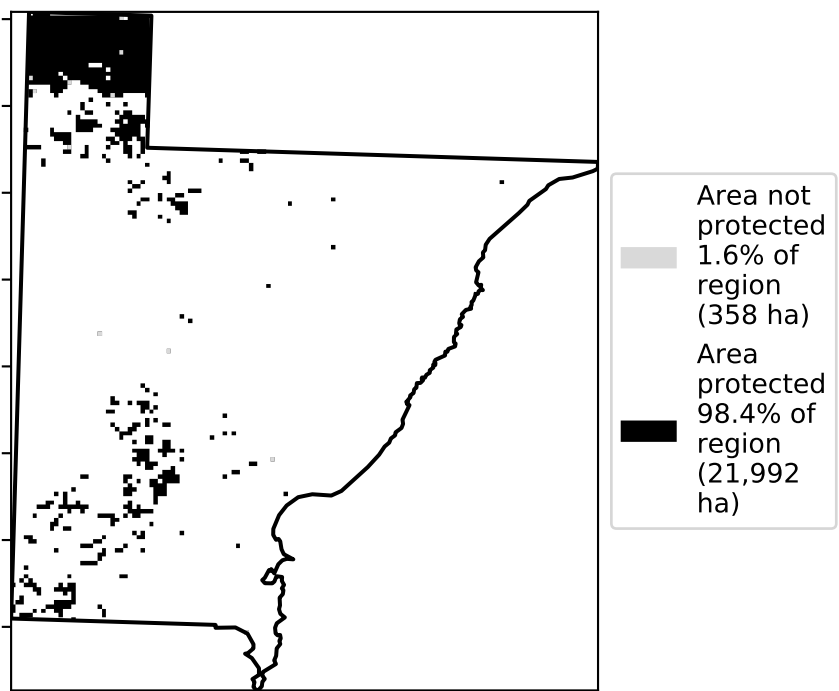 Area not
protected
1.6% of
region
(358 ha)
Area
protected
98.4% of
region
(21,992
ha)